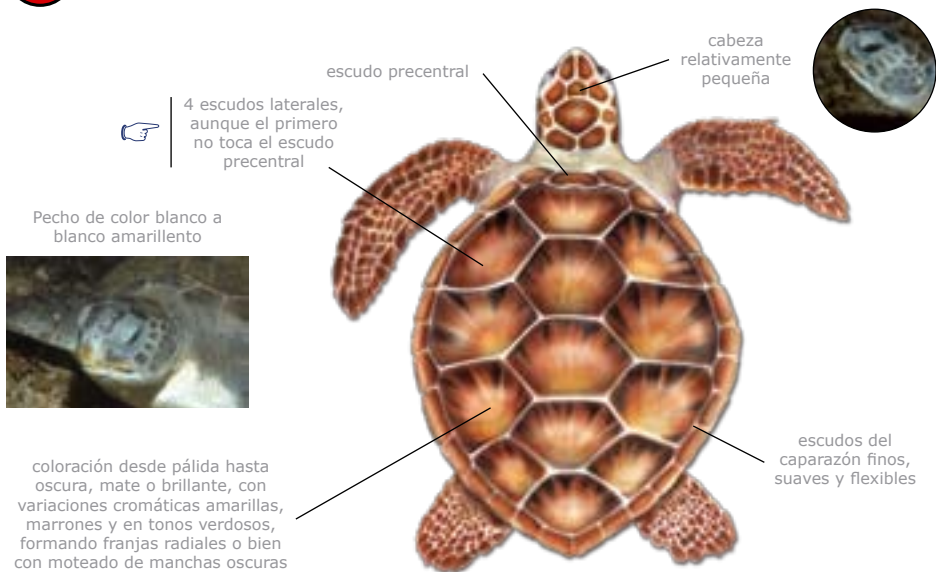 cabeza
relativamente
pequeña
escudo precentral
4 escudos laterales,
aunque el primero
no toca el escudo
precentral
Pecho de color blanco a
blanco amarillento
escudos del
caparazón finos,
suaves y flexibles
coloración desde pálida hasta
oscura, mate o brillante, con
variaciones cromáticas amarillas,
marrones y en tonos verdosos,
formando franjas radiales o bien
con moteado de manchas oscuras